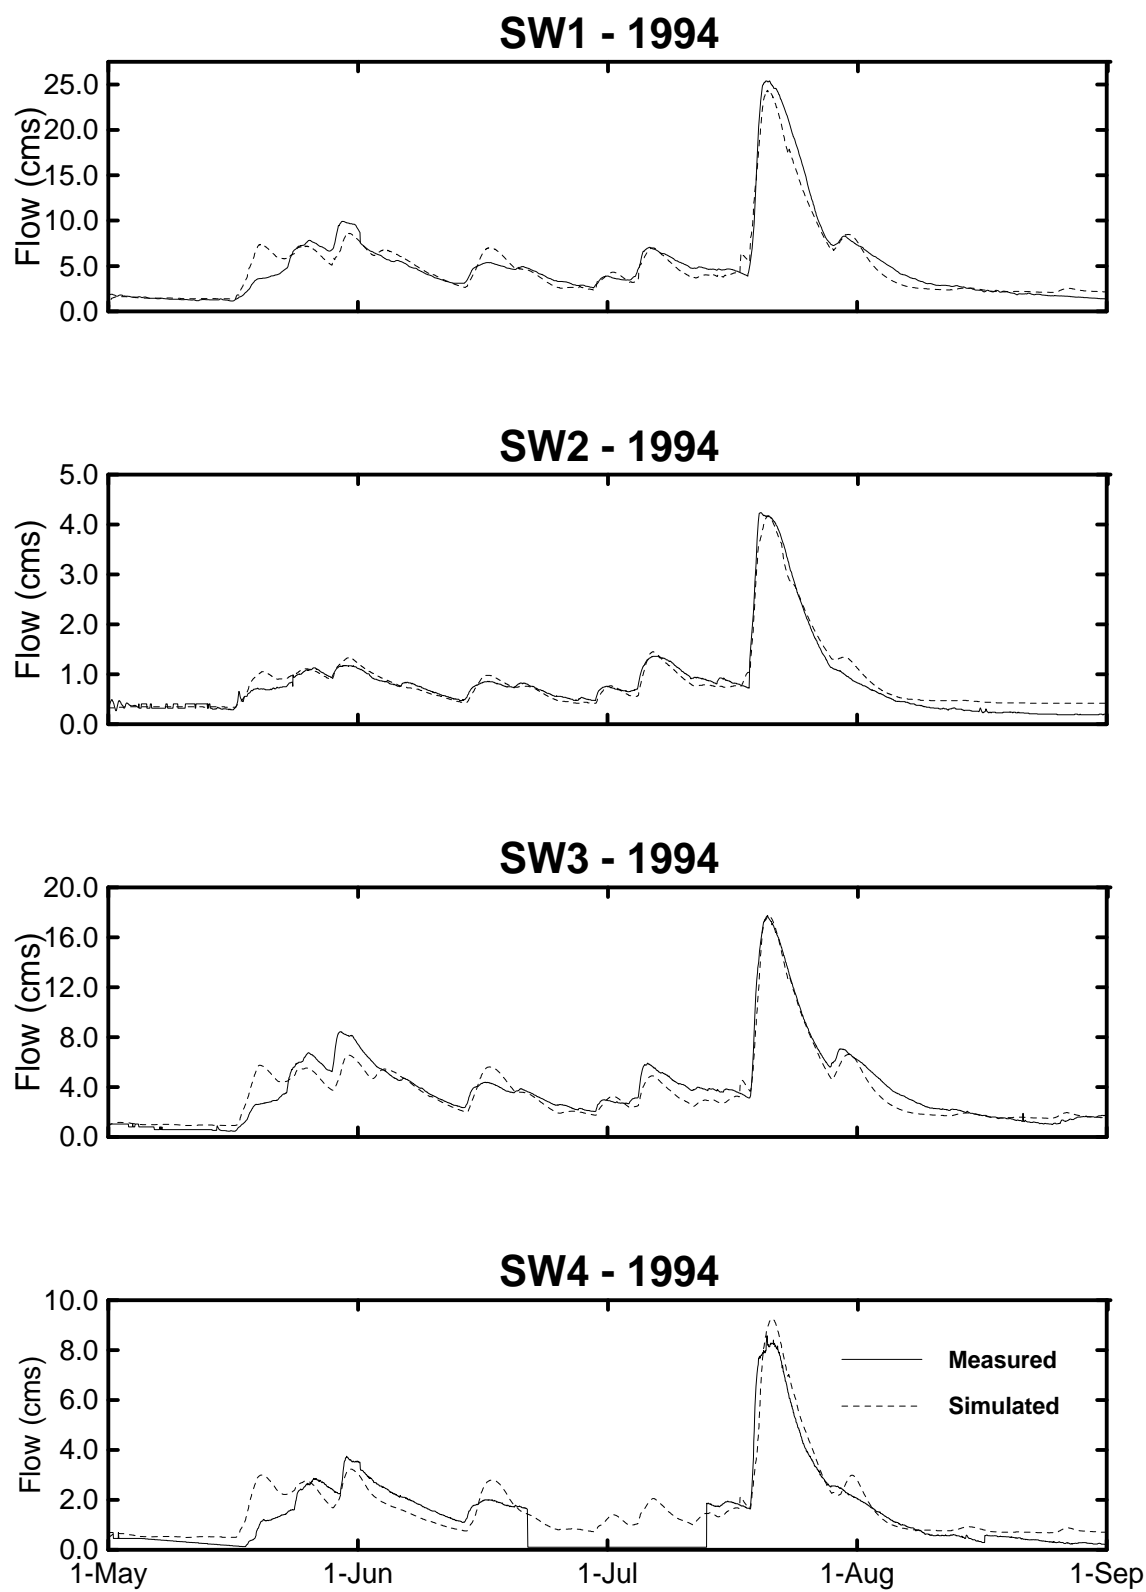 SW1 - 1994
Flow (cms)
25.0
20.0
15.0
10.0
5.0
0.0
SW2 - 1994
Flow (cms)
5.0
4.0
3.0
2.0
1.0
0.0
SW3 - 1994
Flow (cms)
20.0
16.0
12.0
8.0
4.0
0.0
SW4 - 1994
Flow (cms)
10.0
8.0
6.0
4.0
2.0
0.0
Measured
Simulated
1-May 1-Jun 1-Jul 1-Aug 1-Sep